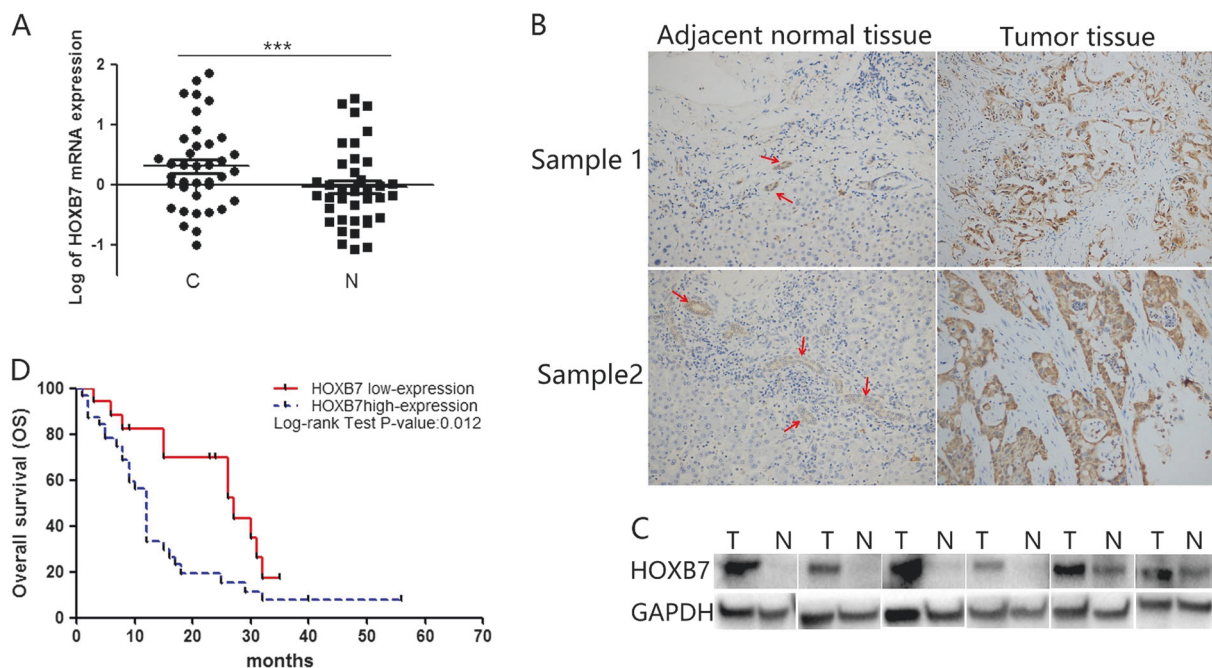 A
***
Log of HOXB7 mRNA expression
2
1
0
-1
C
N
B
Adjacent normal tissue
Tumor tissue
Sample 1
Sample2
D
Overall survival (OS)
100
80
60
40
20
0
HOXB7 low-expression
HOXB7high-expression
Log-rank Test P-value:0.012
0 10 20 30 40 50 60 70
months
C
T N T N T N T N T N T N
HOXB7
GAPDH